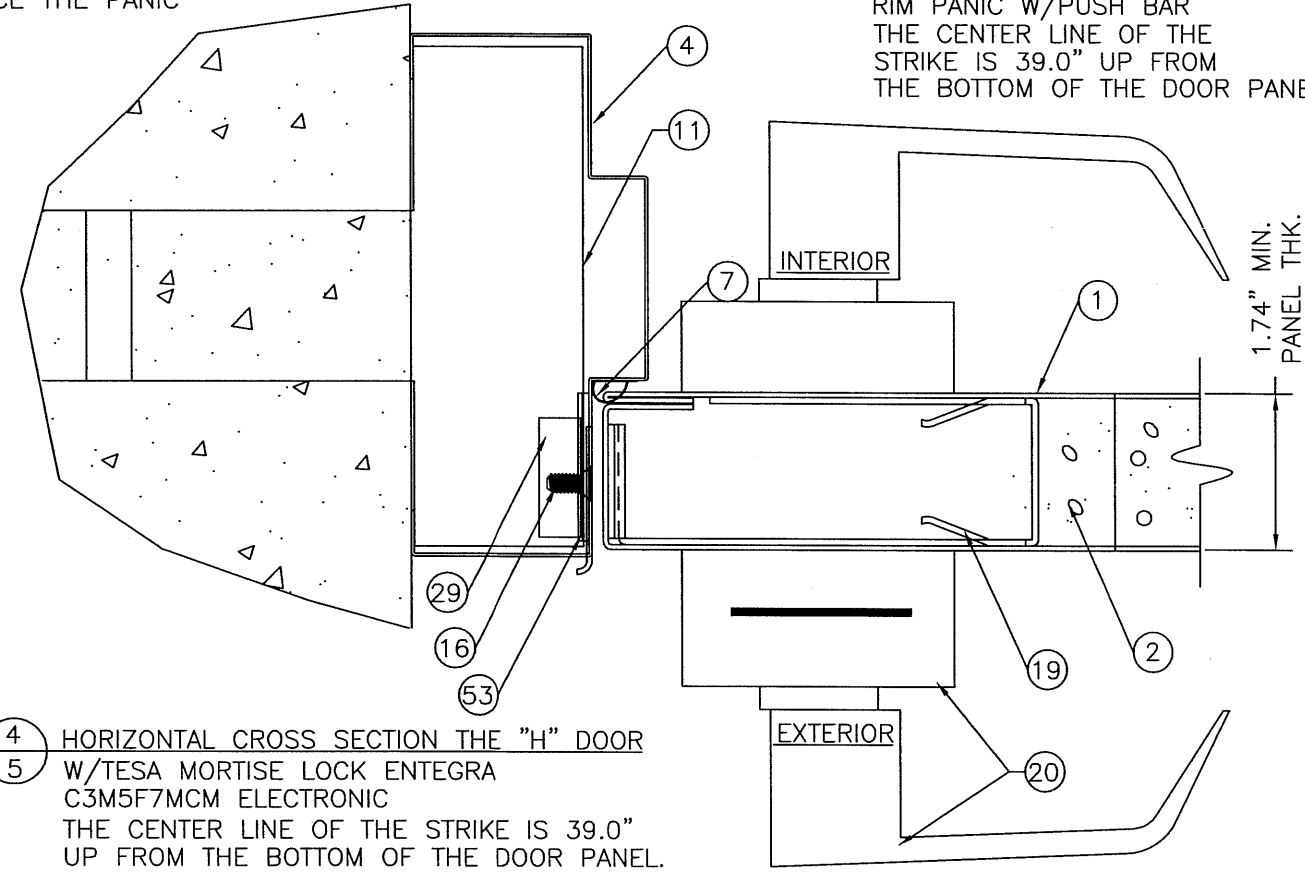 CE THE PANIC
RIM PANIC W/PUSH BAR
THE CENTER LINE OF THE
STRIKE IS 39.0" UP FROM
THE BOTTOM OF THE DOOR PANE
4
11
INTERIOR
7
1
1.74" MIN.
PANEL THK.
29
16
53
19
2
EXTERIOR
20
4
5
HORIZONTAL CROSS SECTION THE "H" DOOR
W/TESA MORTISE LOCK ENTEGRA
C3M5F7MCM ELECTRONIC
THE CENTER LINE OF THE STRIKE IS 39.0"
UP FROM THE BOTTOM OF THE DOOR PANEL.